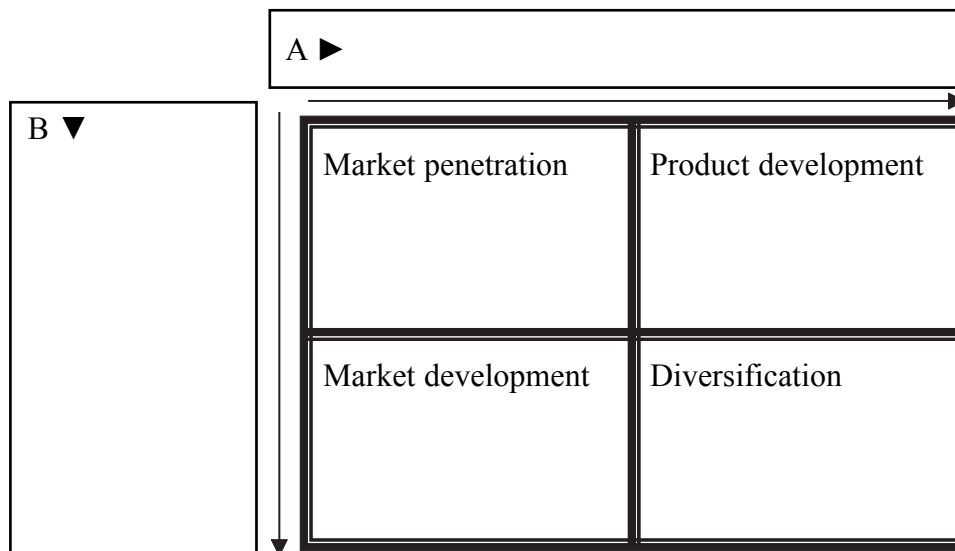 A ►
B ▼
Market penetration
Product development
Market development
Diversification